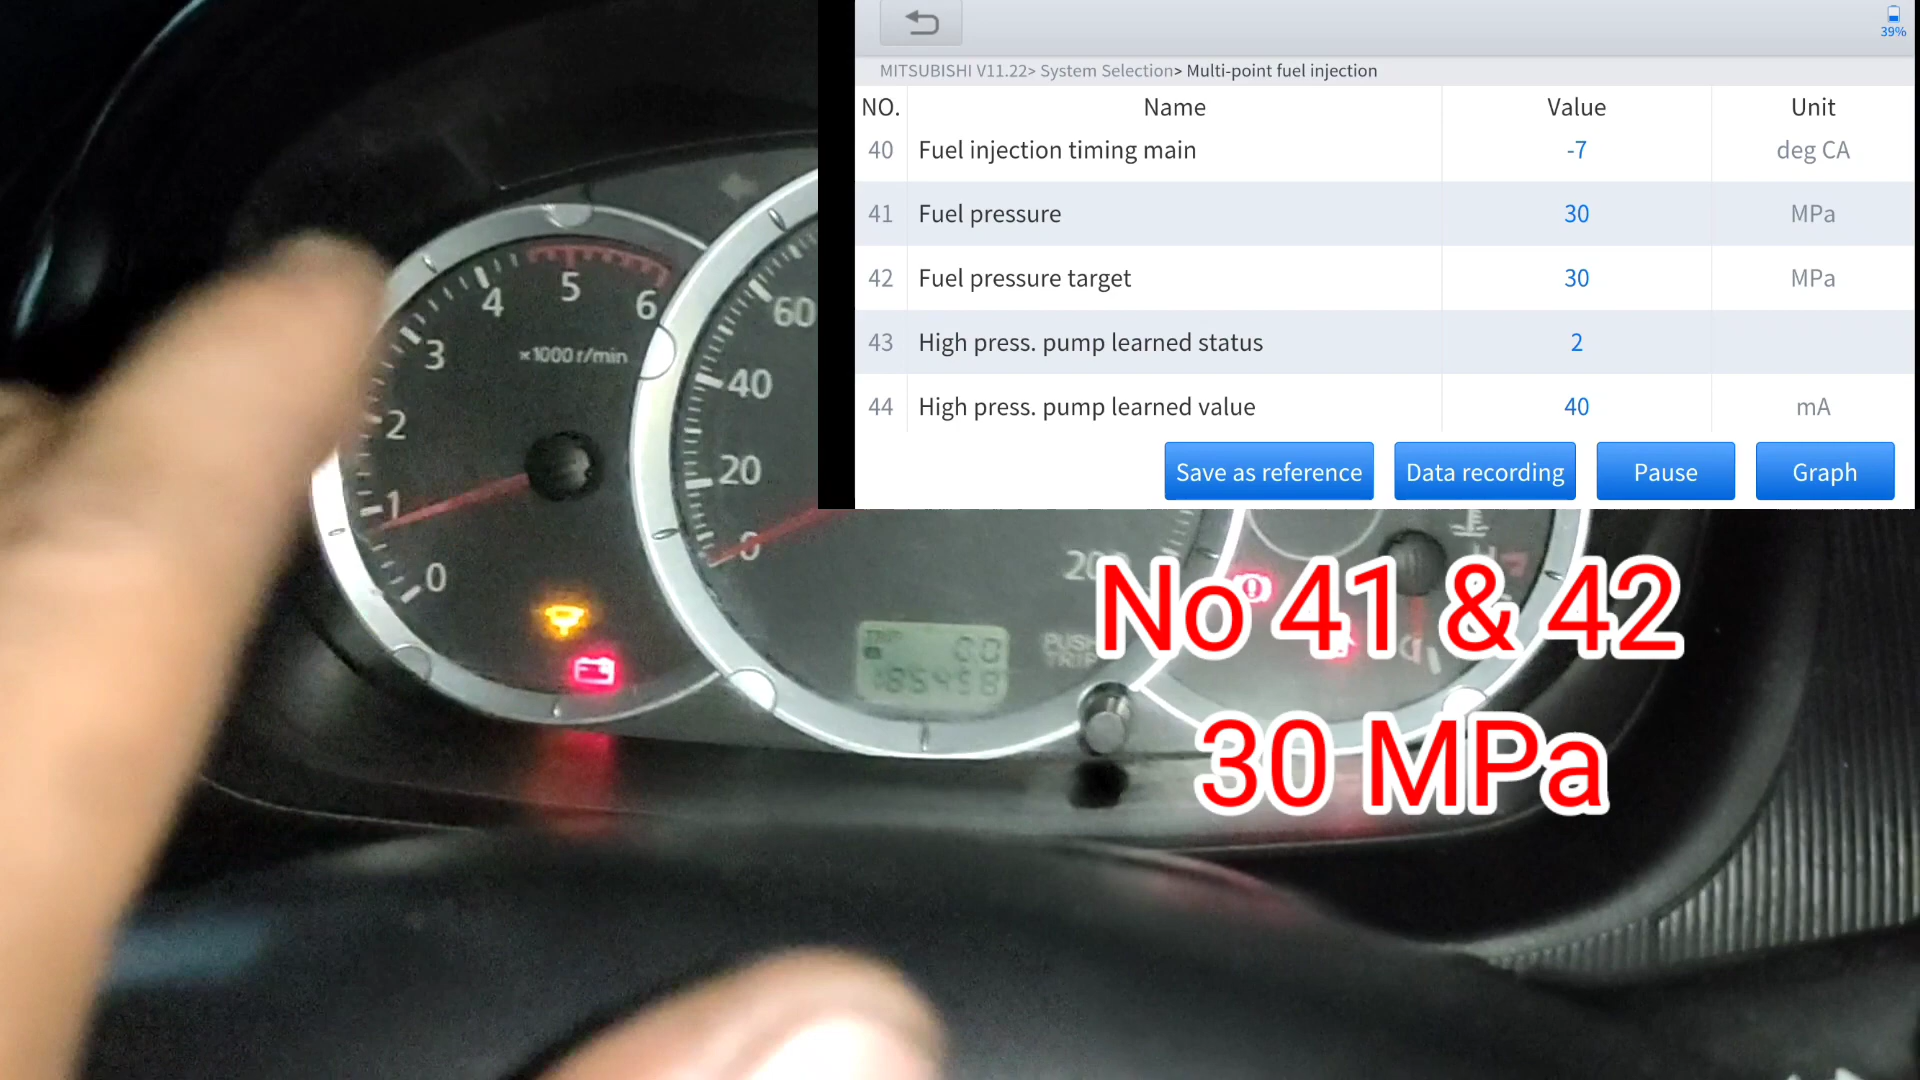 39%
MITSUBISHI V11.22> System Selection> Multi-point fuel injection
NO. Name Value Unit
40 Fuel injection timing main -7 deg CA
41 Fuel pressure 30 MPa
42 Fuel pressure target 30 MPa
43 High press. pump learned status 2
44 High press. pump learned value 40 mA
Save as reference Data recording Pause Graph
0 1 2 3 4 5 6
×1000 r/min
0 20 40 60
TRIP
PUSH
TRIP
No 41 & 42
30 MPa